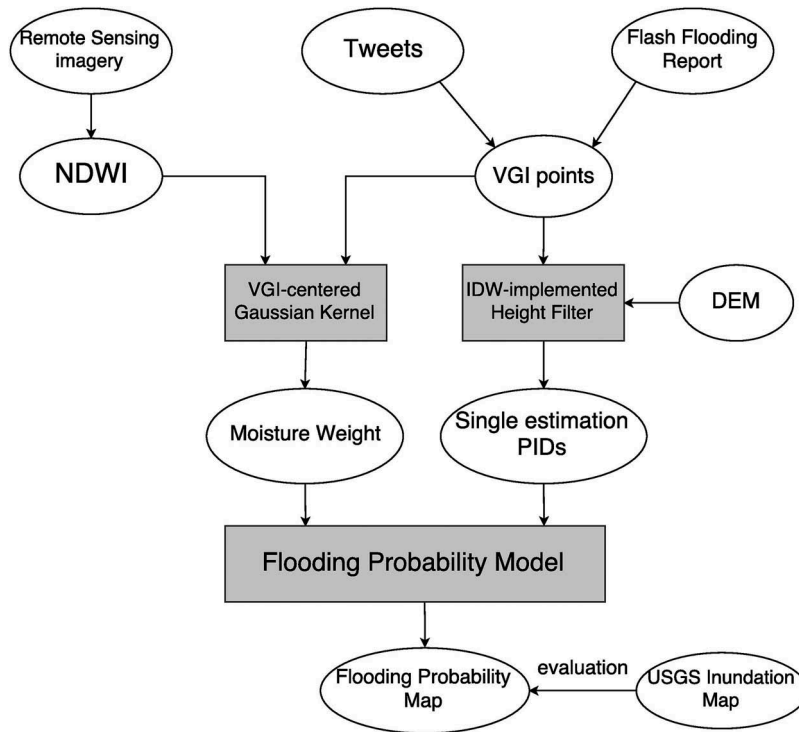 Remote Sensing
imagery
Tweets
Flash Flooding
Report
NDWI
VGI points
VGI-centered
Gaussian Kernel
IDW-implemented
Height Filter
DEM
Moisture Weight
Single estimation
PIDs
Flooding Probability Model
Flooding Probability
Map
evaluation
USGS Inundation
Map